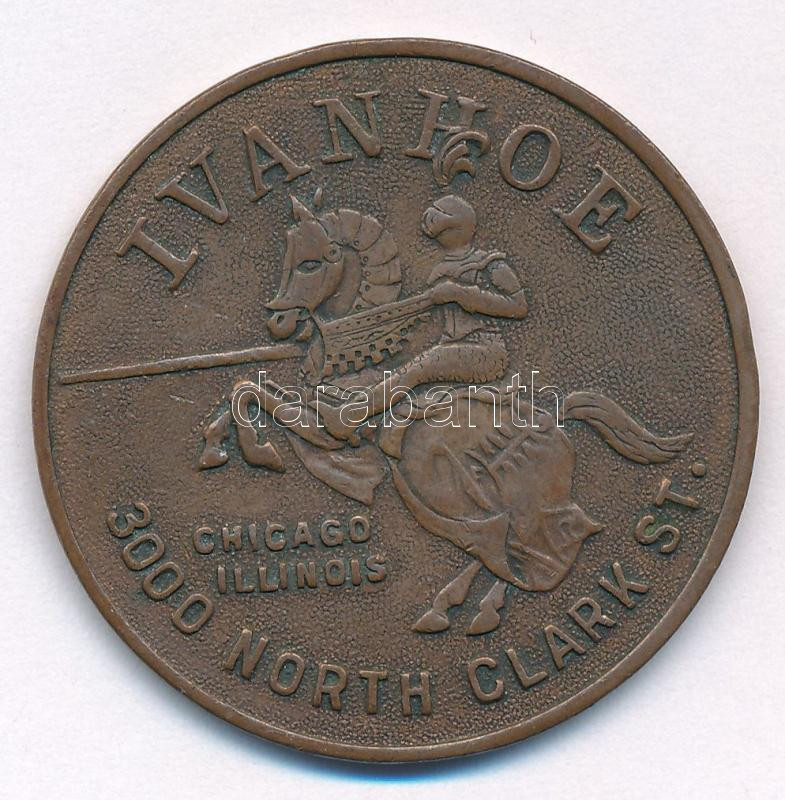 IVANHOE
darabanth
CHICAGO
ILLINOIS
3000 NORTH CLARK ST.